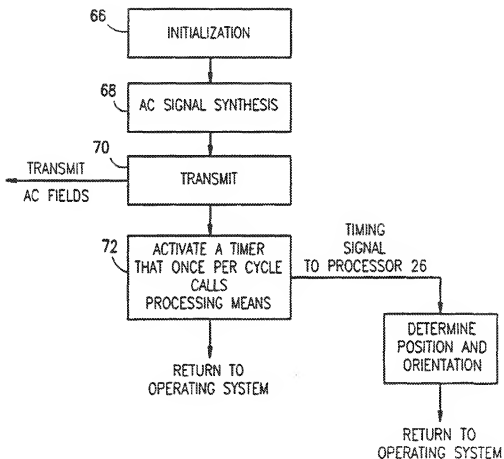 66
INITIALIZATION
68
AC SIGNAL SYNTHESIS
70
TRANSMIT
TRANSMIT
AC FIELDS
72
ACTIVATE A TIMER
THAT ONCE PER CYCLE
CALLS
PROCESSING MEANS
TIMING
SIGNAL
TO PROCESSOR 26
DETERMINE
POSITION AND
ORIENTATION
RETURN TO
OPERATING SYSTEM
RETURN TO
OPERATING SYSTEM